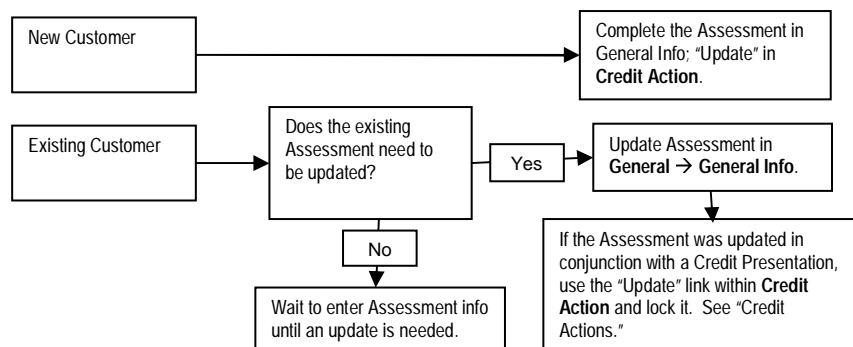 New Customer
Complete the Assessment in
General Info; “Update” in
Credit Action.
Existing Customer
Does the existing
Assessment need to
be updated?
Yes
Update Assessment in
General → General Info.
No
Wait to enter Assessment info
until an update is needed.
If the Assessment was updated in
conjunction with a Credit Presentation,
use the “Update” link within Credit
Action and lock it. See “Credit
Actions.”